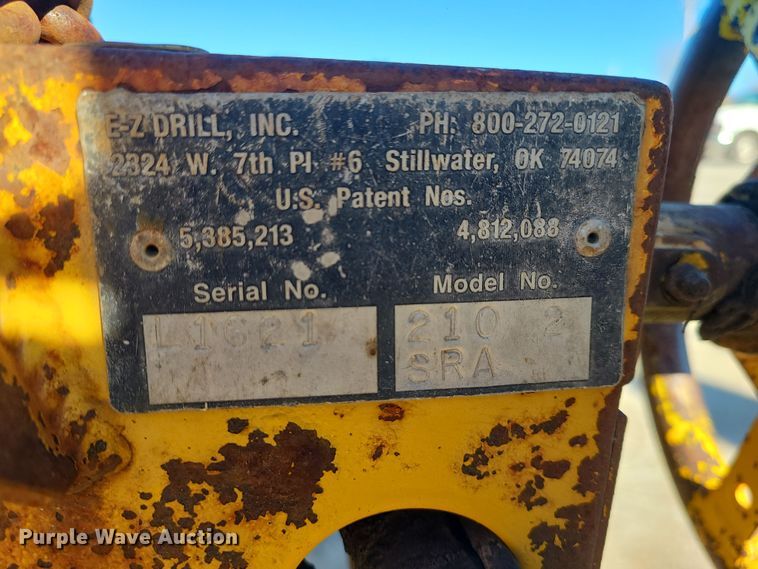 E-Z DRILL, INC. PH: 800-272-0121
2324 W. 7th Pl #6 Stillwater, OK 74074
U.S. Patent Nos.
5,385,213 4,812,088
Serial No. Model No.
L1621 210 2
SRA
Purple Wave Auction